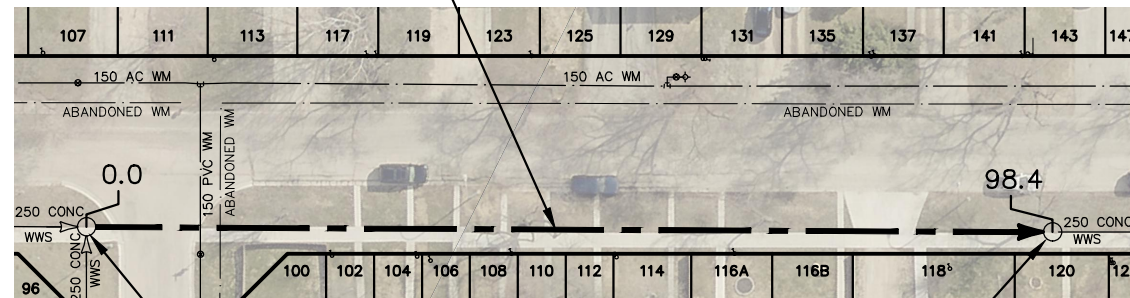 107 111 113 117 119 123 125 129 131 135 137 141 143 147
150 AC WM 150 AC WM
ABANDONED WM ABANDONED WM
150 PVC WM
ABANDONED WM
0.0 98.4
250 CONC 250 CONC
WWS WWS
250 CONC
WWS
96 100 102 104 106 108 110 112 114 116A 116B 118 120